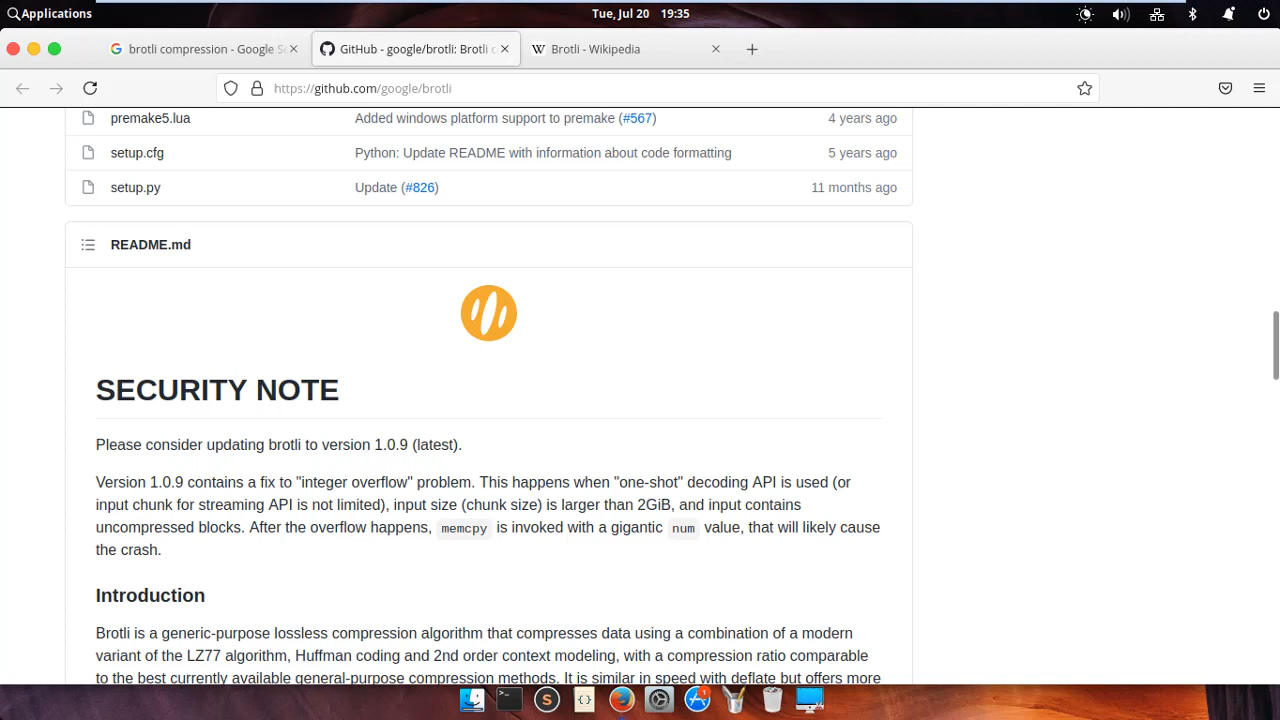 Applications
Tue, Jul 20 19:35
brotli compression - Google S
GitHub - google/brotli: Brotli c
Brotli - Wikipedia
https://github.com/google/brotli
premake5.lua Added windows platform support to premake (#567) 4 years ago
setup.cfg Python: Update README with information about code formatting 5 years ago
setup.py Update (#826) 11 months ago
README.md
SECURITY NOTE
Please consider updating brotli to version 1.0.9 (latest).
Version 1.0.9 contains a fix to "integer overflow" problem. This happens when "one-shot" decoding API is used (or
input chunk for streaming API is not limited), input size (chunk size) is larger than 2GiB, and input contains
uncompressed blocks. After the overflow happens, memcpy is invoked with a gigantic num value, that will likely cause
the crash.
Introduction
Brotli is a generic-purpose lossless compression algorithm that compresses data using a combination of a modern
variant of the LZ77 algorithm, Huffman coding and 2nd order context modeling, with a compression ratio comparable
to the best currently available general-purpose compression methods. It is similar in speed with deflate but offers more